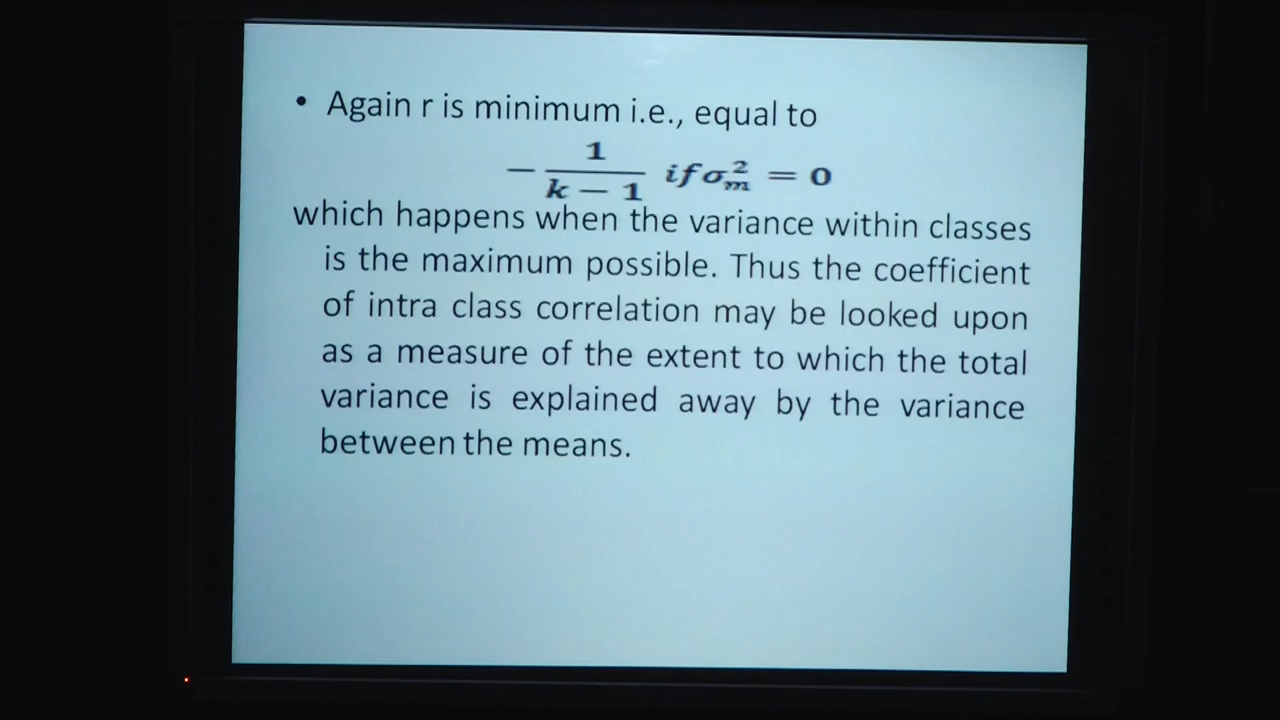 • Again r is minimum i.e., equal to
− 1/(k − 1) if σ²ₘ = 0
which happens when the variance within classes
is the maximum possible. Thus the coefficient
of intra class correlation may be looked upon
as a measure of the extent to which the total
variance is explained away by the variance
between the means.